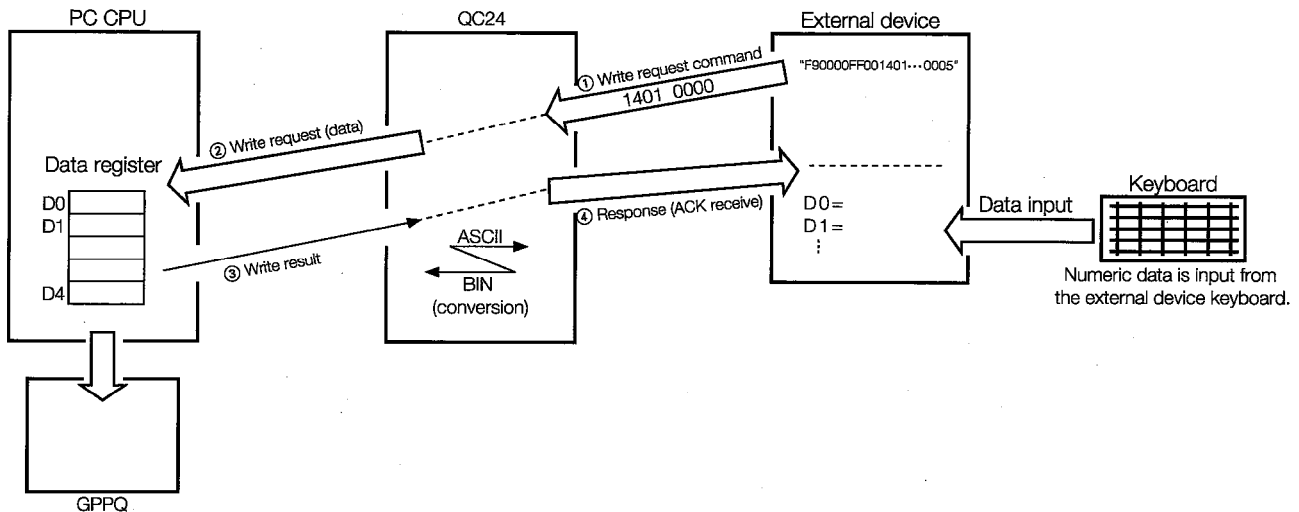 PC CPU
QC24
External device
① Write request command
1401 0000
"F90000FF001401···0005"
② Write request (data)
Data register
D0
D1
D4
③ Write result
④ Response (ACK receive)
ASCII
BIN
(conversion)
D0=
D1=
⋮
Data input
Keyboard
Numeric data is input from
the external device keyboard.
GPPQ